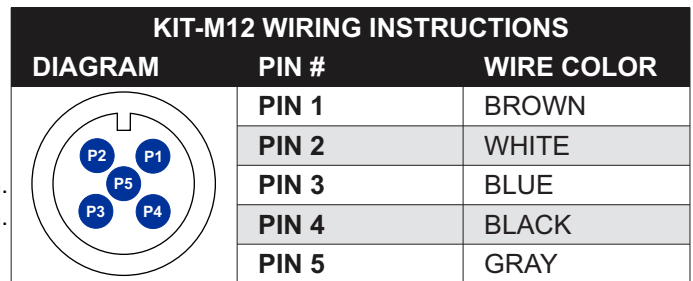 KIT-M12 WIRING INSTRUCTIONS
DIAGRAM PIN # WIRE COLOR
P2 P1
P5
P3 P4
PIN 1 BROWN
PIN 2 WHITE
PIN 3 BLUE
PIN 4 BLACK
PIN 5 GRAY
.
.